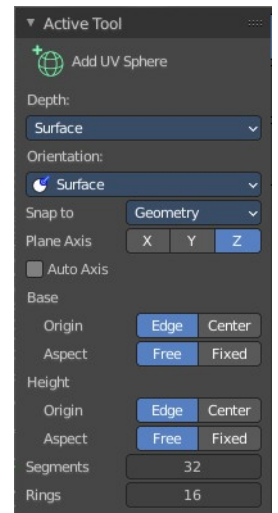 Active Tool
Add UV Sphere
Depth:
Surface
Orientation:
Surface
Snap to Geometry
Plane Axis X Y Z
Auto Axis
Base
Origin Edge Center
Aspect Free Fixed
Height
Origin Edge Center
Aspect Free Fixed
Segments 32
Rings 16